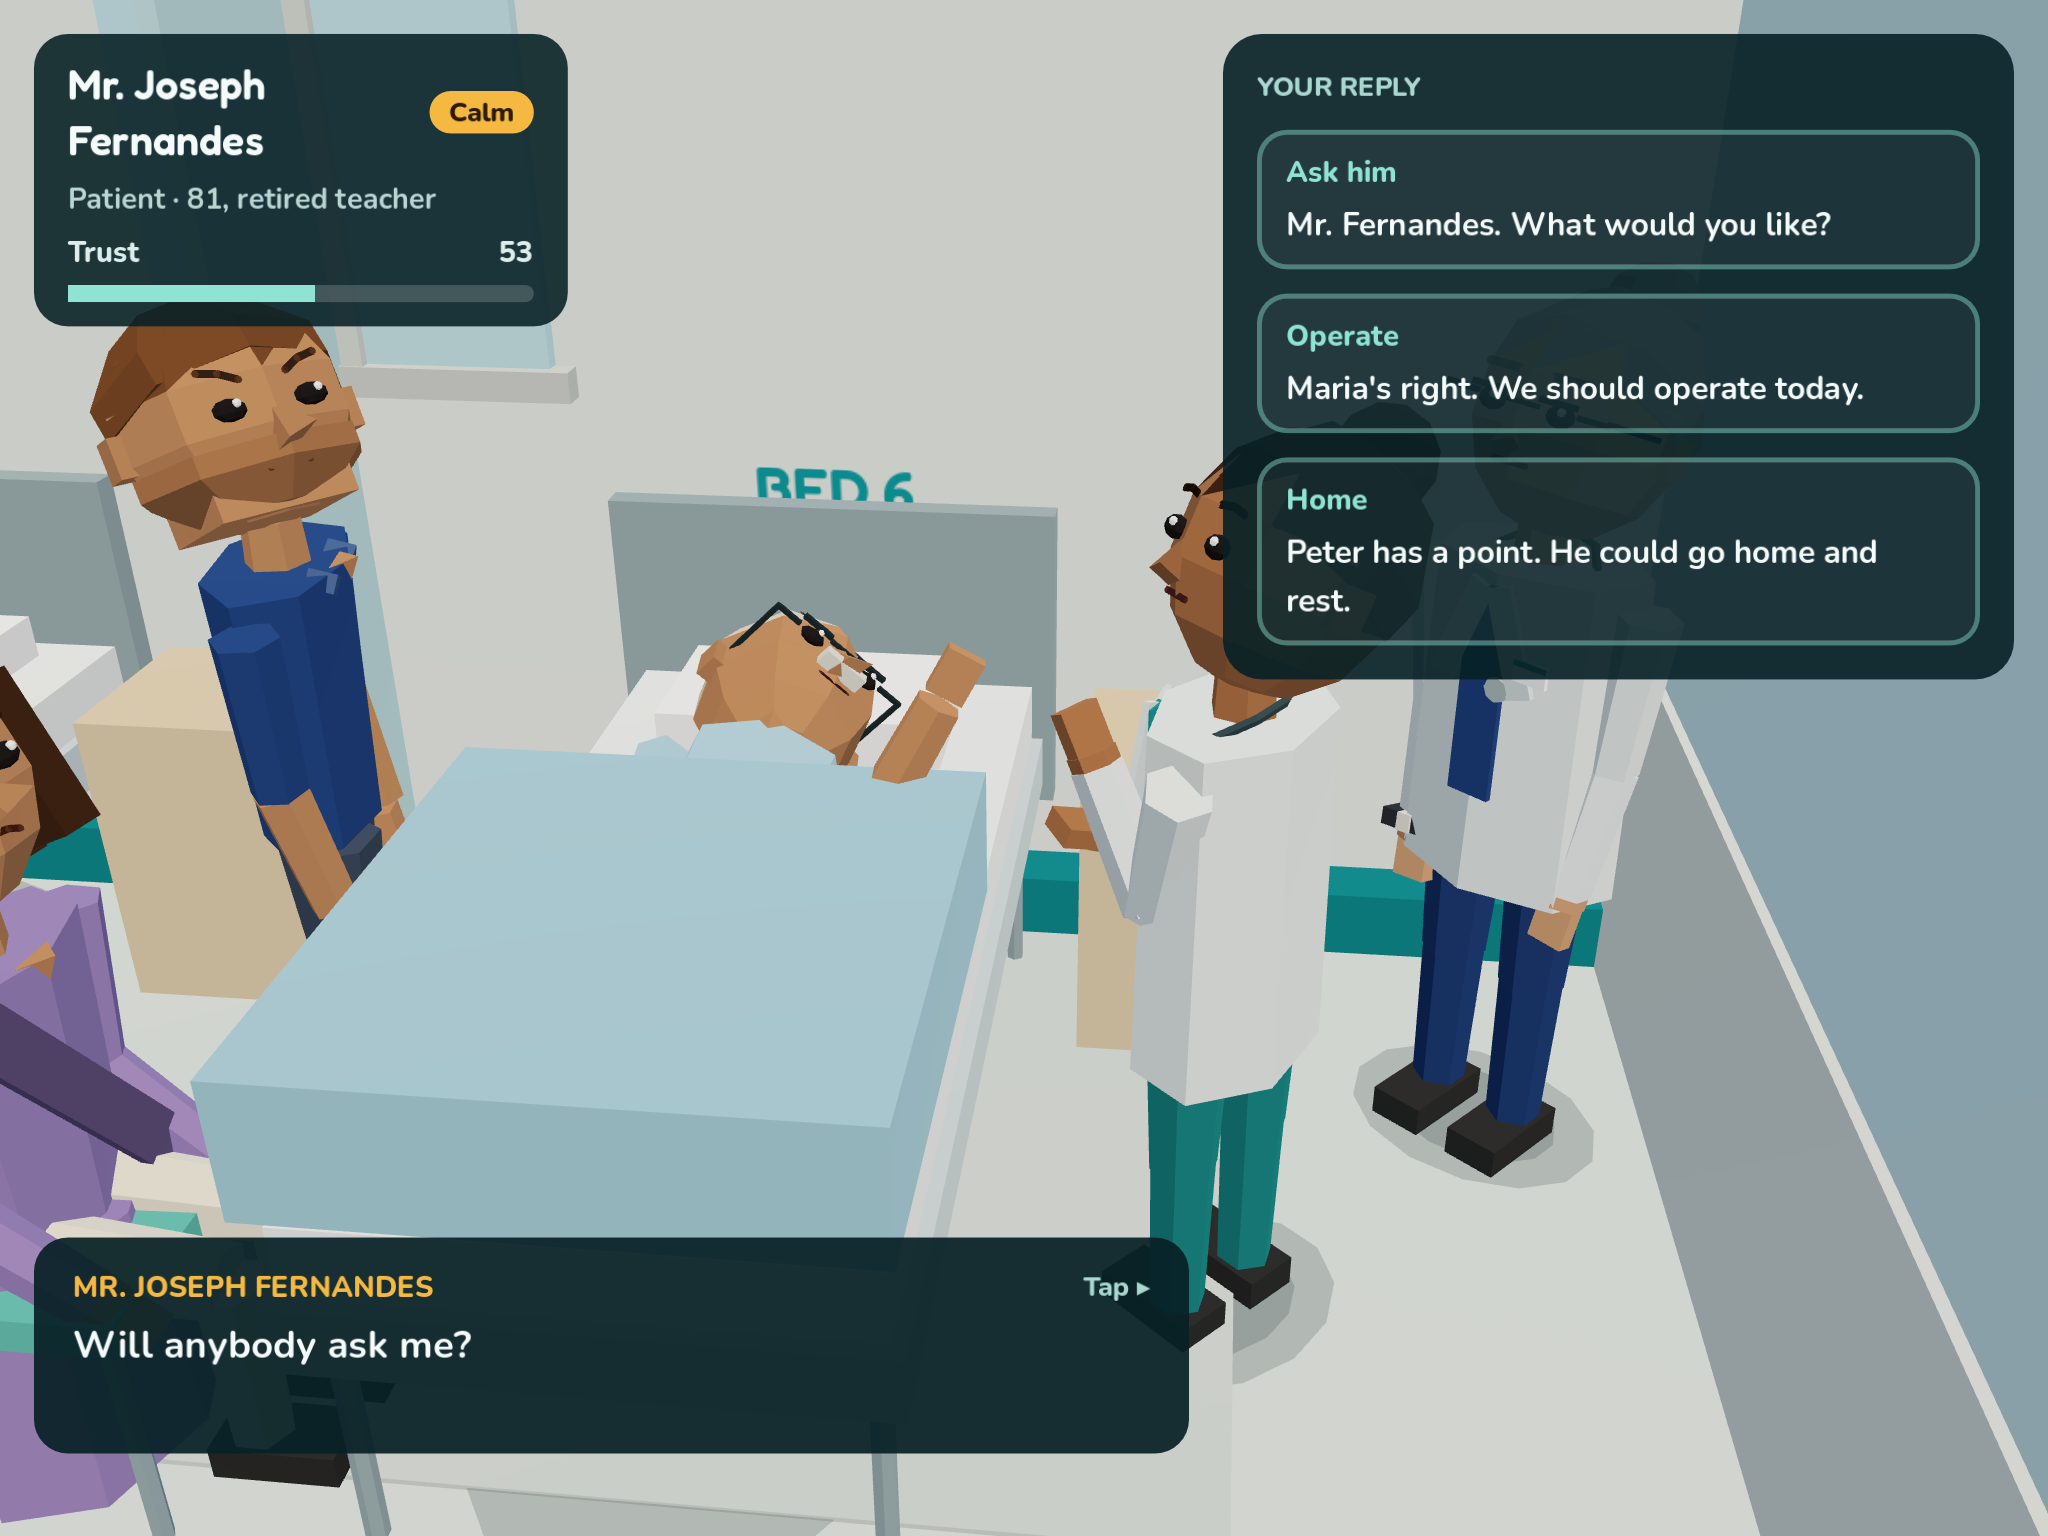 Mr. Joseph
Fernandes
Calm
Patient · 81, retired teacher
Trust 53
YOUR REPLY
Ask him
Mr. Fernandes. What would you like?
Operate
Maria's right. We should operate today.
Home
Peter has a point. He could go home and
rest.
BED 6
MR. JOSEPH FERNANDES
Tap ▸
Will anybody ask me?